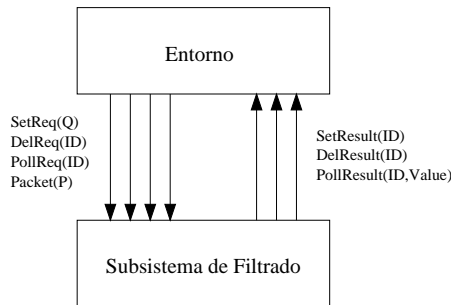 Entorno
SetReq(Q)
DelReq(ID)
PollReq(ID)
Packet(P)
SetResult(ID)
DelResult(ID)
PollResult(ID,Value)
Subsistema de Filtrado